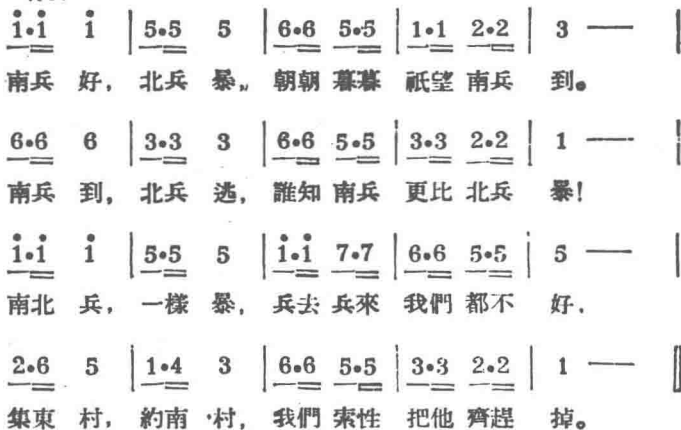 i•i i | 5•5 5 | 6•6 5•5 | 1•1 2•2 | 3 — |
南兵 好, 北兵 暴,, 朝朝 暮暮 祇望 南兵 到。
6•6 6 | 3•3 3 | 6•6 5•5 | 3•3 2•2 | 1 — |
南兵 到, 北兵 逃, 誰知 南兵 更比 北兵 暴!
i•i i | 5•5 5 | i•i 7•7 | 6•6 5•5 | 5 — |
南北 兵, 一樣 暴, 兵去 兵來 我們 都不 好.
2•6 5 | 1•4 3 | 6•6 5•5 | 3•3 2•2 | 1 — ‖
集東 村, 約南 村, 我們 索性 把他 齊趕 掉。